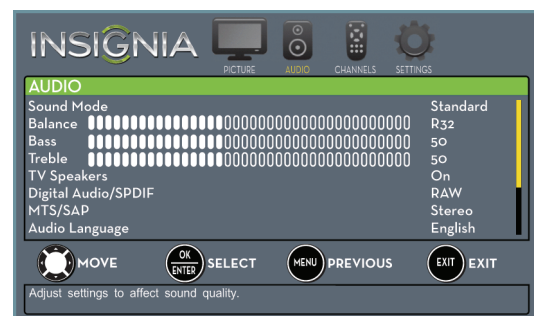 INSIGNIA
PICTURE AUDIO CHANNELS SETTINGS
AUDIO
Sound Mode Standard
Balance R32
Bass 50
Treble 50
TV Speakers On
Digital Audio/SPDIF RAW
MTS/SAP Stereo
Audio Language English
MOVE OK ENTER SELECT MENU PREVIOUS EXIT EXIT
Adjust settings to affect sound quality.